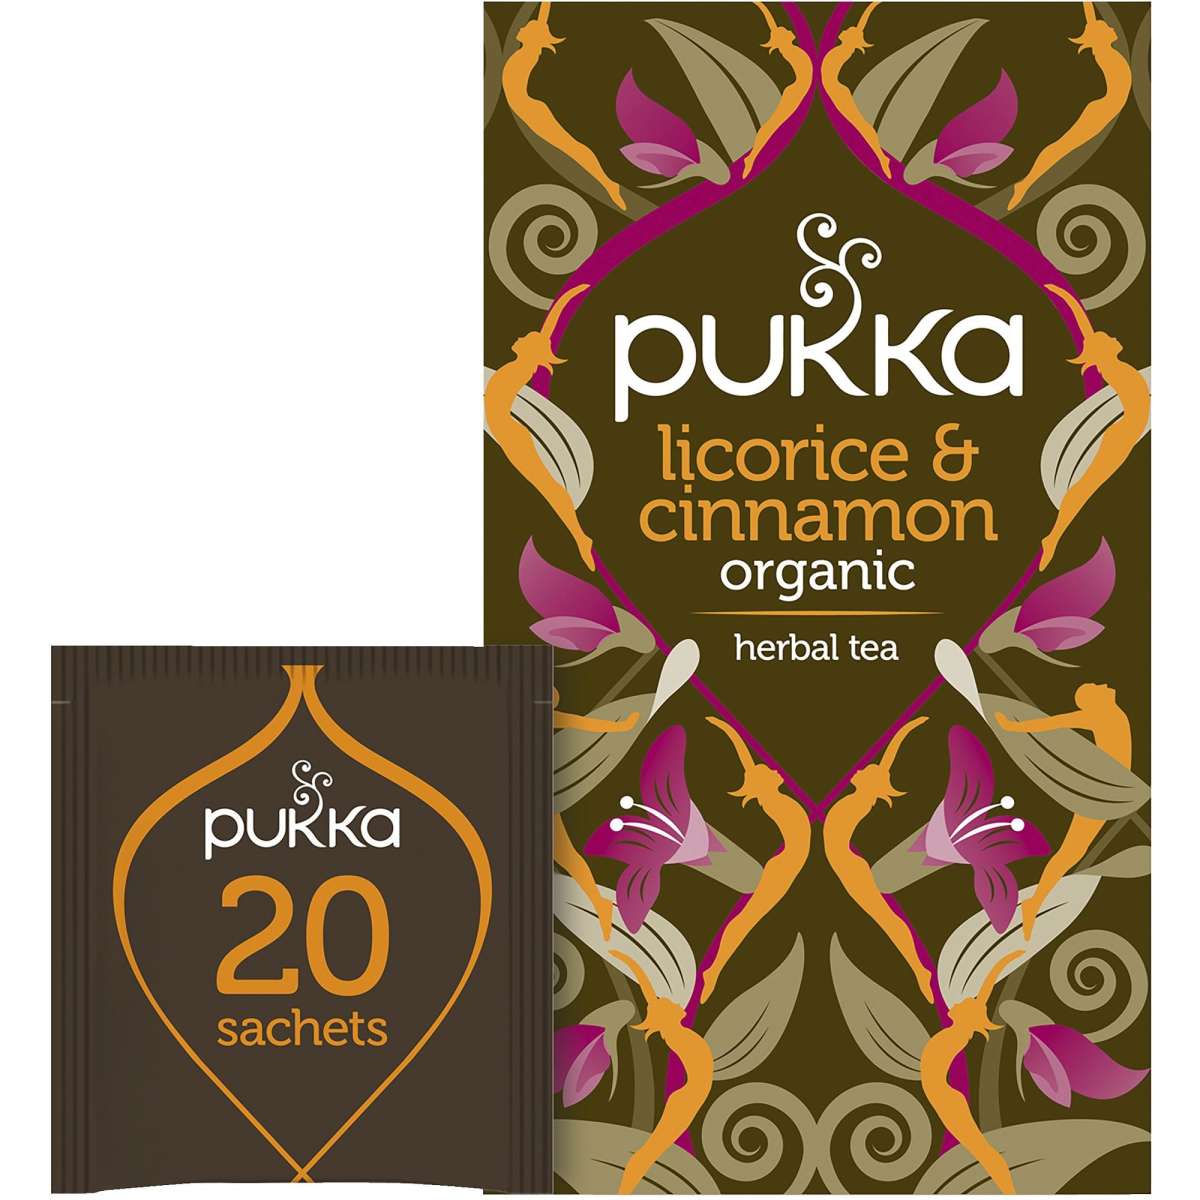 pukka
licorice &
cinnamon
organic
herbal tea
pukka
20
sachets